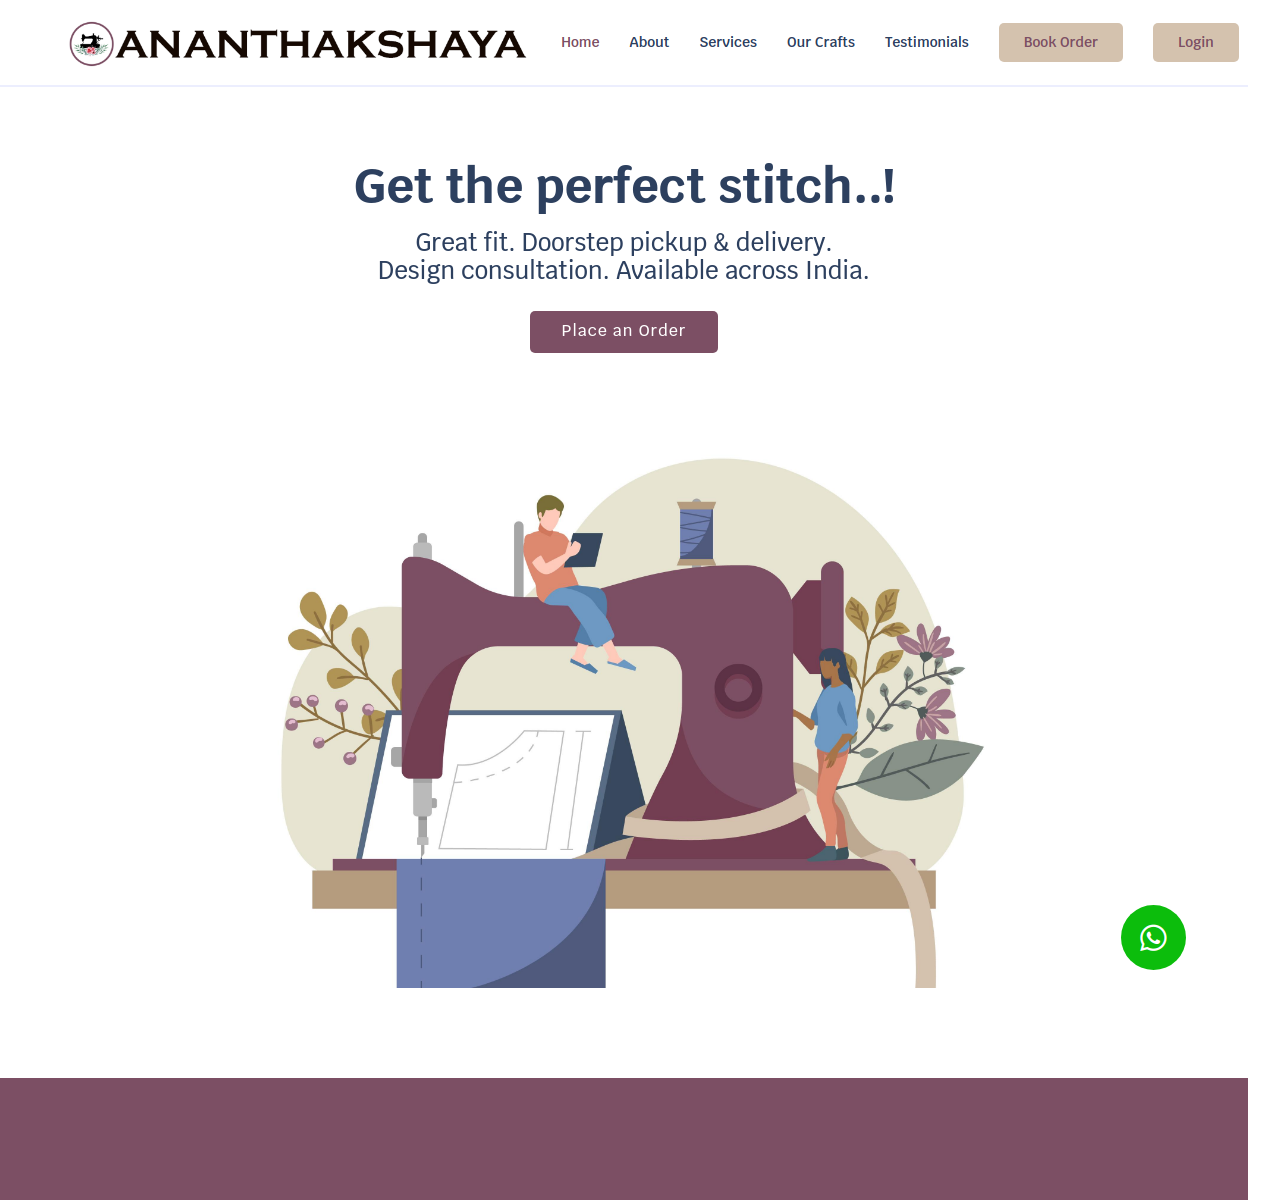 ANANTHAKSHAYA
Home About Services Our Crafts Testimonials Book Order Login
Get the perfect stitch..!
Great fit. Doorstep pickup & delivery.
Design consultation. Available across India.
Place an Order